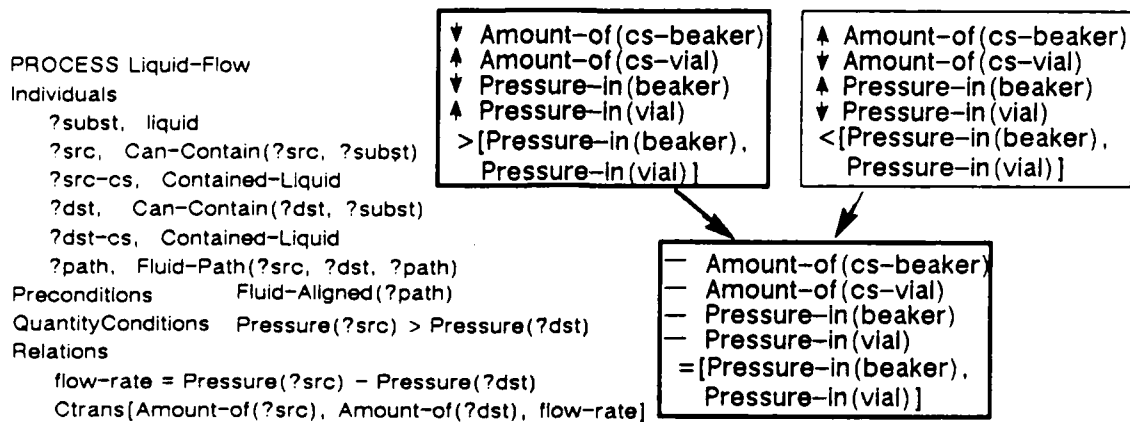 PROCESS Liquid-Flow
Individuals
?subst, liquid
?src, Can-Contain(?src, ?subst)
?src-cs, Contained-Liquid
?dst, Can-Contain(?dst, ?subst)
?dst-cs, Contained-Liquid
?path, Fluid-Path(?src, ?dst, ?path)
Preconditions Fluid-Aligned(?path)
QuantityConditions Pressure(?src) > Pressure(?dst)
Relations
flow-rate = Pressure(?src) - Pressure(?dst)
Ctrans[Amount-of(?src), Amount-of(?dst), flow-rate]
Amount-of(cs-beaker)
Amount-of(cs-vial)
Pressure-in(beaker)
Pressure-in(vial)
>[Pressure-in(beaker),
Pressure-in(vial)]
Amount-of(cs-beaker)
Amount-of(cs-vial)
Pressure-in(beaker)
Pressure-in(vial)
<[Pressure-in(beaker),
Pressure-in(vial)]
— Amount-of(cs-beaker)
— Amount-of(cs-vial)
— Pressure-in(beaker)
— Pressure-in(vial)
=[Pressure-in(beaker),
Pressure-in(vial)]